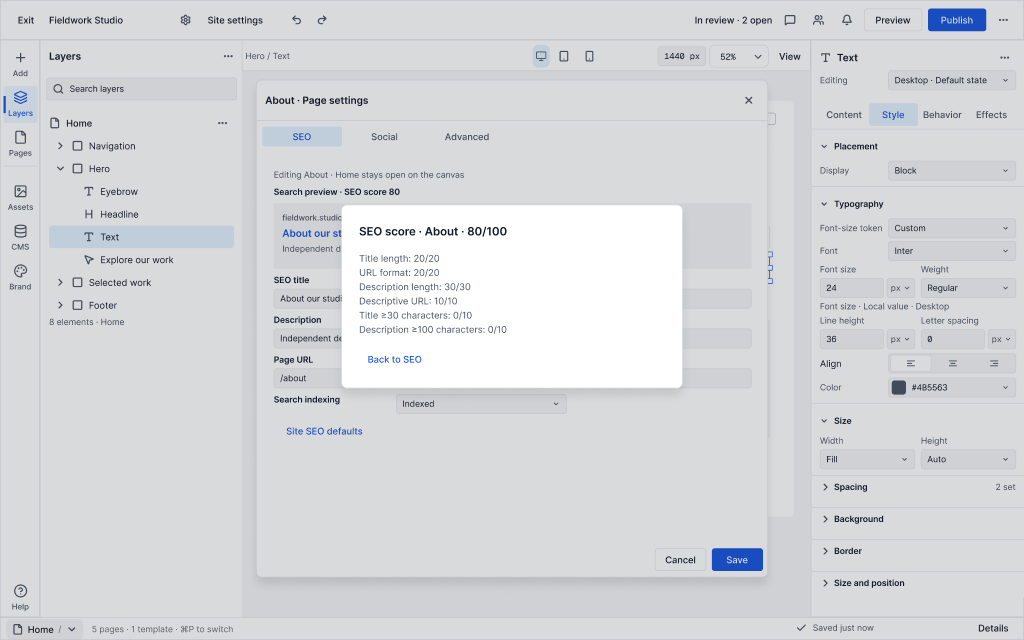 Exit
Fieldwork Studio
Site settings
In review · 2 open
Preview
Publish
Add
Layers
Pages
Assets
CMS
Brand
Help
Layers
Search layers
Home
Navigation
Hero
Eyebrow
Headline
Text
Explore our work
Selected work
Footer
8 elements · Home
Hero / Text
1440 px
52%
View
About · Page settings
SEO
Social
Advanced
Editing About · Home stays open on the canvas
Search preview · SEO score 80
fieldwork.studio
About our st
Independent d
SEO title
About our studi
Description
Independent de
Page URL
/about
Search indexing
Indexed
Site SEO defaults
Cancel
Save
SEO score · About · 80/100
Title length: 20/20
URL format: 20/20
Description length: 30/30
Descriptive URL: 10/10
Title ≥30 characters: 0/10
Description ≥100 characters: 0/10
Back to SEO
Text
Editing
Desktop · Default state
Content
Style
Behavior
Effects
Placement
Display
Block
Typography
Font-size token
Custom
Font
Inter
Font size
Weight
24
px
Regular
Font size · Local value · Desktop
Line height
Letter spacing
36
px
0
px
Align
Color
#4B5563
Size
Width
Height
Fill
Auto
Spacing
2 set
Background
Border
Size and position
Home /
5 pages · 1 template · ⌘P to switch
Saved just now
Details